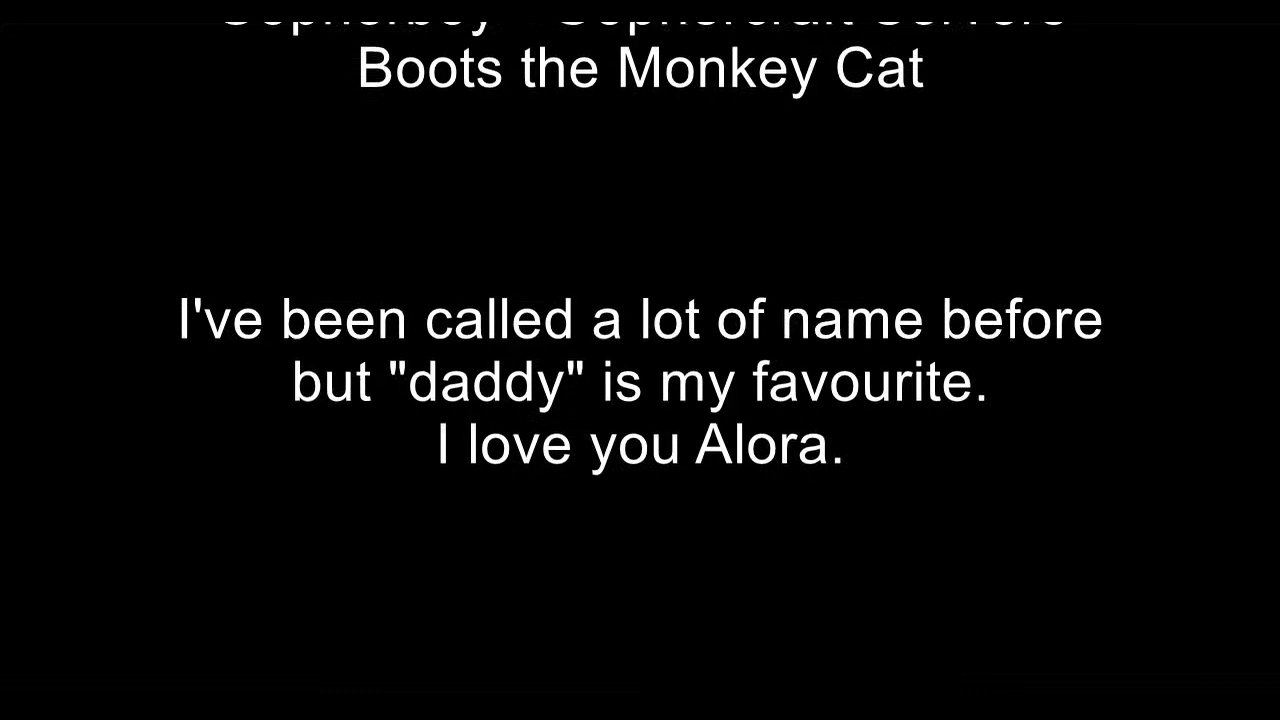 Boots the Monkey Cat
I've been called a lot of name before
but "daddy" is my favourite.
I love you Alora.